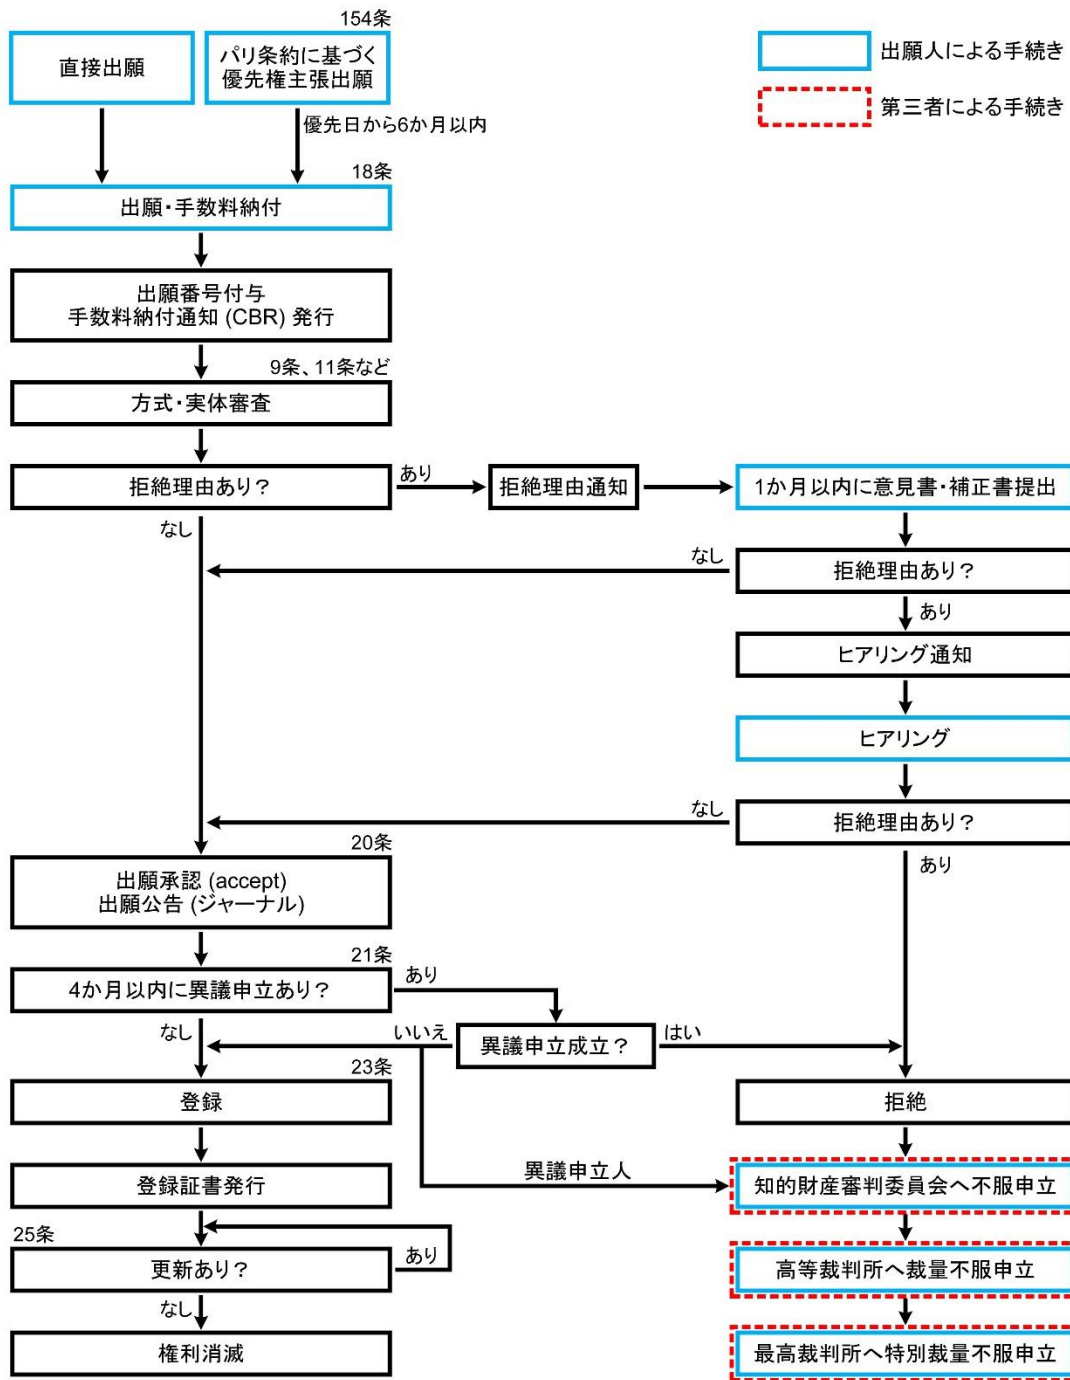 154条
直接出願
パリ条約に基づく
優先権主張出願
出願人による手続き
第三者による手続き
優先日から6か月以内
18条
出願・手数料納付
出願番号付与
手数料納付通知 (CBR) 発行
9条、11条など
方式・実体審査
拒絶理由あり？
あり
拒絶理由通知
1か月以内に意見書・補正書提出
なし
なし
拒絶理由あり？
あり
ヒアリング通知
ヒアリング
なし
拒絶理由あり？
あり
20条
出願承認 (accept)
出願公告 (ジャーナル)
21条
4か月以内に異議申立あり？
あり
なし
いいえ
異議申立成立？
はい
23条
登録
拒絶
登録証書発行
異議申立人
知的財産審判委員会へ不服申立
25条
更新あり？
あり
高等裁判所へ裁量不服申立
なし
権利消滅
最高裁判所へ特別裁量不服申立